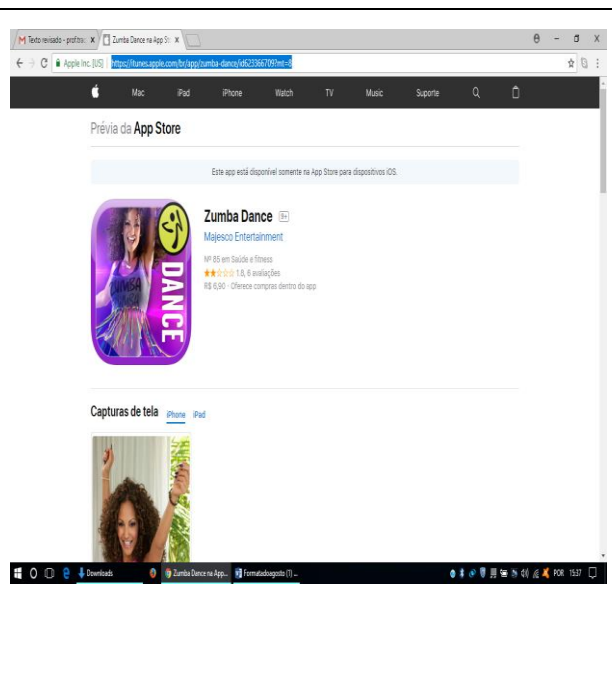 Texto revisado - profitnes
Zumba Dance na App St
Apple Inc. [US] https://itunes.apple.com/br/app/zumba-dance/id623366709?mt=8
Mac iPad iPhone Watch TV Music Suporte
Prévia da App Store
Este app está disponível somente na App Store para dispositivos iOS.
ZUMBA
DANCE
Zumba Dance 9+
Majesco Entertainment
Nº 85 em Saúde e fitness
1.8, 6 avaliações
R$ 6,90 - Oferece compras dentro do app
Capturas de tela iPhone iPad
Downloads Zumba Dance na App... Formatadoagosto (1) ... POR 15:37